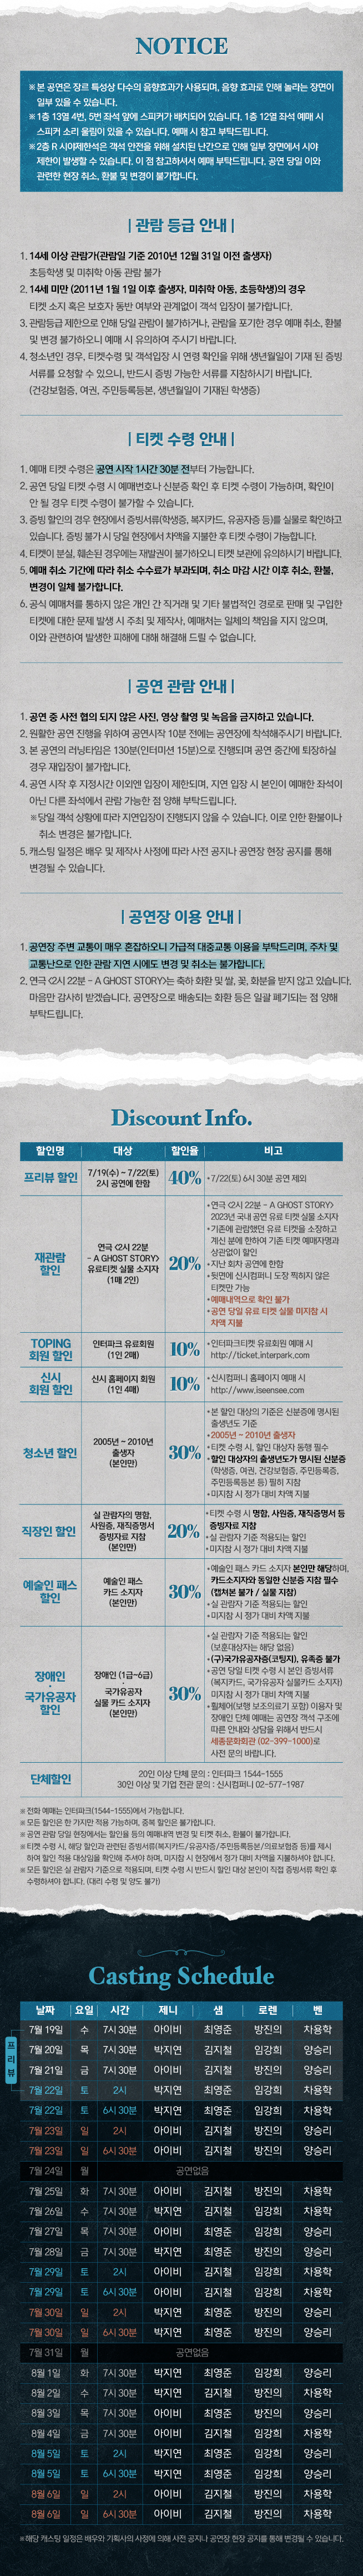 NOTICE
※ 본 공연은 장르 특성상 다수의 음향효과가 사용되며, 음향 효과로 인해 놀라는 장면이
일부 있을 수 있습니다.
※ 1층 13열 4번, 5번 좌석 앞에 스피커가 배치되어 있습니다. 1층 12열 좌석 예매 시
스피커 소리 울림이 있을 수 있습니다. 예매 시 참고 부탁드립니다.
※ 2층 R 시야제한석은 객석 안전을 위해 설치된 난간으로 인해 일부 장면에서 시야
제한이 발생할 수 있습니다. 이 점 참고하셔서 예매 부탁드립니다. 공연 당일 이와
관련한 현장 취소, 환불 및 변경이 불가합니다.
| 관람 등급 안내 |
1. 14세 이상 관람가(관람일 기준 2010년 12월 31일 이전 출생자)
초등학생 및 미취학 아동 관람 불가
2. 14세 미만 (2011년 1월 1일 이후 출생자, 미취학 아동, 초등학생)의 경우
티켓 소지 혹은 보호자 동반 여부와 관계없이 객석 입장이 불가합니다.
3. 관람등급 제한으로 인해 당일 관람이 불가하거나, 관람을 포기한 경우 예매 취소, 환불
및 변경 불가하오니 예매 시 유의하여 주시기 바랍니다.
4. 청소년인 경우, 티켓수령 및 객석입장 시 연령 확인을 위해 생년월일이 기재 된 증빙
서류를 요청할 수 있으니, 반드시 증빙 가능한 서류를 지참하시기 바랍니다.
(건강보험증, 여권, 주민등록등본, 생년월일이 기재된 학생증)
| 티켓 수령 안내 |
1. 예매 티켓 수령은 공연 시작 1시간 30분 전부터 가능합니다.
2. 공연 당일 티켓 수령 시 예매번호나 신분증 확인 후 티켓 수령이 가능하며, 확인이
안 될 경우 티켓 수령이 불가할 수 있습니다.
3. 증빙 할인의 경우 현장에서 증빙서류(학생증, 복지카드, 유공자증 등)를 실물로 확인하고
있습니다. 증빙 불가 시 당일 현장에서 차액을 지불한 후 티켓 수령이 가능합니다.
4. 티켓이 분실, 훼손된 경우에는 재발권이 불가하오니 티켓 보관에 유의하시기 바랍니다.
5. 예매 취소 기간에 따라 취소 수수료가 부과되며, 취소 마감 시간 이후 취소, 환불,
변경이 일체 불가합니다.
6. 공식 예매처를 통하지 않은 개인 간 직거래 및 기타 불법적인 경로로 판매 및 구입한
티켓에 대한 문제 발생 시 주최 및 제작사, 예매처는 일체의 책임을 지지 않으며,
이와 관련하여 발생한 피해에 대해 해결해 드릴 수 없습니다.
| 공연 관람 안내 |
1. 공연 중 사전 협의 되지 않은 사진, 영상 촬영 및 녹음을 금지하고 있습니다.
2. 원활한 공연 진행을 위하여 공연시작 10분 전에는 공연장에 착석해주시기 바랍니다.
3. 본 공연의 러닝타임은 130분(인터미션 15분)으로 진행되며 공연 중간에 퇴장하실
경우 재입장이 불가합니다.
4. 공연 시작 후 지정시간 이외엔 입장이 제한되며, 지연 입장 시 본인이 예매한 좌석이
아닌 다른 좌석에서 관람 가능한 점 양해 부탁드립니다.
※ 당일 객석 상황에 따라 지연입장이 진행되지 않을 수 있습니다. 이로 인한 환불이나
취소 변경은 불가합니다.
5. 캐스팅 일정은 배우 및 제작사 사정에 따라 사전 공지나 공연장 현장 공지를 통해
변경될 수 있습니다.
| 공연장 이용 안내 |
1. 공연장 주변 교통이 매우 혼잡하오니 가급적 대중교통 이용을 부탁드리며, 주차 및
교통난으로 인한 관람 지연 시에도 변경 및 취소는 불가합니다.
2. 연극 <2시 22분 - A GHOST STORY>는 축하 화환 및 쌀, 꽃, 화분을 받지 않고 있습니다.
마음만 감사히 받겠습니다. 공연장으로 배송되는 화환 등은 일괄 폐기되는 점 양해
부탁드립니다.
Discount Info.
할인명 대상 할인율 비고
프리뷰 할인 7/19(수) ~ 7/22(토) 2시 공연에 한함 40% • 7/22(토) 6시 30분 공연 제외
재관람 할인 연극 <2시 22분 - A GHOST STORY> 유료티켓 실물 소지자 (1매 2인) 20%
• 연극 <2시 22분 - A GHOST STORY>
2023년 국내 공연 유료 티켓 실물 소지자
• 기존에 관람했던 유료 티켓을 소장하고
계신 분에 한하여 기존 티켓 예매자명과
상관없이 할인
• 지난 회차 공연에 한함
• 뒷면에 신시컴퍼니 도장 찍히지 않은
티켓만 가능
• 예매내역으로 확인 불가
• 공연 당일 유료 티켓 실물 미지참 시
차액 지불
TOPING 회원 할인 인터파크 유료회원 (1인 2매) 10%
• 인터파크티켓 유료회원 예매 시
http://ticket.interpark.com
신시 회원 할인 신시 홈페이지 회원 (1인 4매) 10%
• 신시컴퍼니 홈페이지 예매 시
http://www.iseensee.com
청소년 할인 2005년 ~ 2010년 출생자 (본인만) 30%
• 본 할인 대상의 기준은 신분증에 명시된
출생년도 기준
• 2005년 ~ 2010년 출생자
• 티켓 수령 시, 할인 대상자 동행 필수
• 할인 대상자의 출생년도가 명시된 신분증
(학생증, 여권, 건강보험증, 주민등록증,
주민등록등본 등) 필히 지참
• 미지참 시 정가 대비 차액 지불
직장인 할인 실 관람자의 명함, 사원증, 재직증명서 증빙자료 지참 (본인만) 20%
• 티켓 수령 시 명함, 사원증, 재직증명서 등
증빙자료 지참
• 실 관람자 기준 적용되는 할인
• 미지참 시 정가 대비 차액 지불
예술인 패스 할인 예술인 패스 카드 소지자 (본인만) 30%
• 예술인 패스 카드 소지자 본인만 해당하며,
카드소지자와 동일한 신분증 지참 필수
(캡쳐본 불가 / 실물 지참)
• 실 관람자 기준 적용되는 할인
• 미지참 시 정가 대비 차액 지불
장애인 · 국가유공자 할인 장애인 (1급~6급) · 국가유공자 실물 카드 소지자 (본인만) 30%
• 실 관람자 기준 적용되는 할인
(보훈대상자는 해당 없음)
• (구)국가유공자증(코팅지), 유족증 불가
• 공연 당일 티켓 수령 시 본인 증빙서류
(복지카드, 국가유공자 실물카드 소지자)
미지참 시 정가 대비 차액 지불
• 휠체어(보행 보조의료기 포함) 이용자 및
장애인 단체 예매는 공연장 객석 구조에
따른 안내와 상담을 위해서 반드시
세종문화회관 (02-399-1000)로
사전 문의 바랍니다.
단체할인 20인 이상 단체 문의 : 인터파크 1544-1555
30인 이상 및 기업 전관 문의 : 신시컴퍼니 02-577-1987
※ 전화 예매는 인터파크(1544-1555)에서 가능합니다.
※ 모든 할인은 한 가지만 적용 가능하며, 중복 할인은 불가합니다.
※ 공연 관람 당일 현장에서는 할인율 등의 예매내역 변경 및 티켓 취소, 환불이 불가합니다.
※ 티켓 수령 시, 해당 할인과 관련된 증빙서류(복지카드/유공자증/주민등록등본/의료보험증 등)를 제시
하여 할인 적용 대상임을 확인해 주셔야 하며, 미지참 시 현장에서 정가 대비 차액을 지불하셔야 합니다.
※ 모든 할인은 실 관람자 기준으로 적용되며, 티켓 수령 시 반드시 할인 대상 본인이 직접 증빙서류 확인 후
수령하셔야 합니다. (대리 수령 및 양도 불가)
Casting Schedule
날짜 요일 시간 제니 샘 로렌 벤
프리뷰
7월 19일 수 7시 30분 아이비 최영준 방진의 차용학
7월 20일 목 7시 30분 박지연 김지철 임강희 양승리
7월 21일 금 7시 30분 아이비 김지철 방진의 양승리
7월 22일 토 2시 박지연 최영준 임강희 차용학
7월 22일 토 6시 30분 박지연 최영준 임강희 차용학
7월 23일 일 2시 아이비 김지철 방진의 양승리
7월 23일 일 6시 30분 아이비 김지철 방진의 양승리
7월 24일 월 공연없음
7월 25일 화 7시 30분 아이비 김지철 방진의 차용학
7월 26일 수 7시 30분 박지연 김지철 임강희 차용학
7월 27일 목 7시 30분 아이비 최영준 임강희 양승리
7월 28일 금 7시 30분 박지연 최영준 방진의 양승리
7월 29일 토 2시 아이비 김지철 임강희 차용학
7월 29일 토 6시 30분 아이비 김지철 임강희 차용학
7월 30일 일 2시 박지연 최영준 방진의 양승리
7월 30일 일 6시 30분 박지연 최영준 방진의 양승리
7월 31일 월 공연없음
8월 1일 화 7시 30분 박지연 최영준 임강희 양승리
8월 2일 수 7시 30분 박지연 김지철 방진의 차용학
8월 3일 목 7시 30분 아이비 최영준 임강희 양승리
8월 4일 금 7시 30분 아이비 김지철 방진의 차용학
8월 5일 토 2시 박지연 최영준 임강희 양승리
8월 5일 토 6시 30분 박지연 최영준 임강희 양승리
8월 6일 일 2시 아이비 김지철 방진의 차용학
8월 6일 일 6시 30분 아이비 김지철 방진의 차용학
※ 해당 캐스팅 일정은 배우와 기획사의 사정에 의해 사전 공지나 공연장 현장 공지를 통해 변경될 수 있습니다.